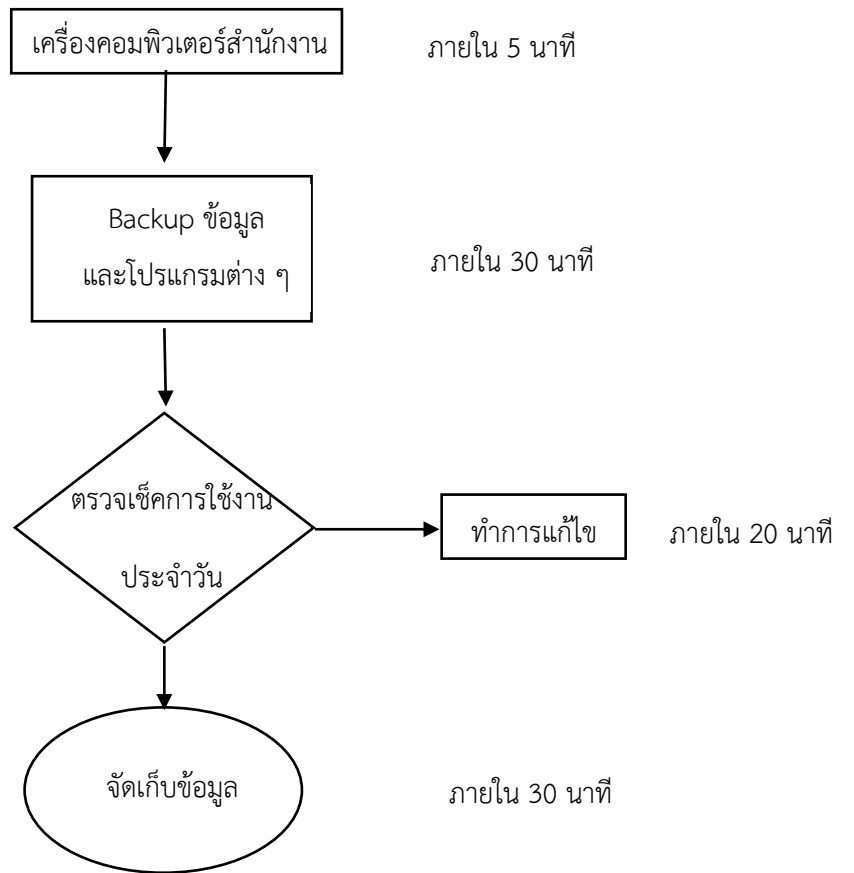 เครื่องคอมพิวเตอร์สำนักงาน
ภายใน 5 นาที
Backup ข้อมูล
และโปรแกรมต่าง ๆ
ภายใน 30 นาที
ตรวจเช็คการใช้งาน
ประจำวัน
ทำการแก้ไข
ภายใน 20 นาที
จัดเก็บข้อมูล
ภายใน 30 นาที